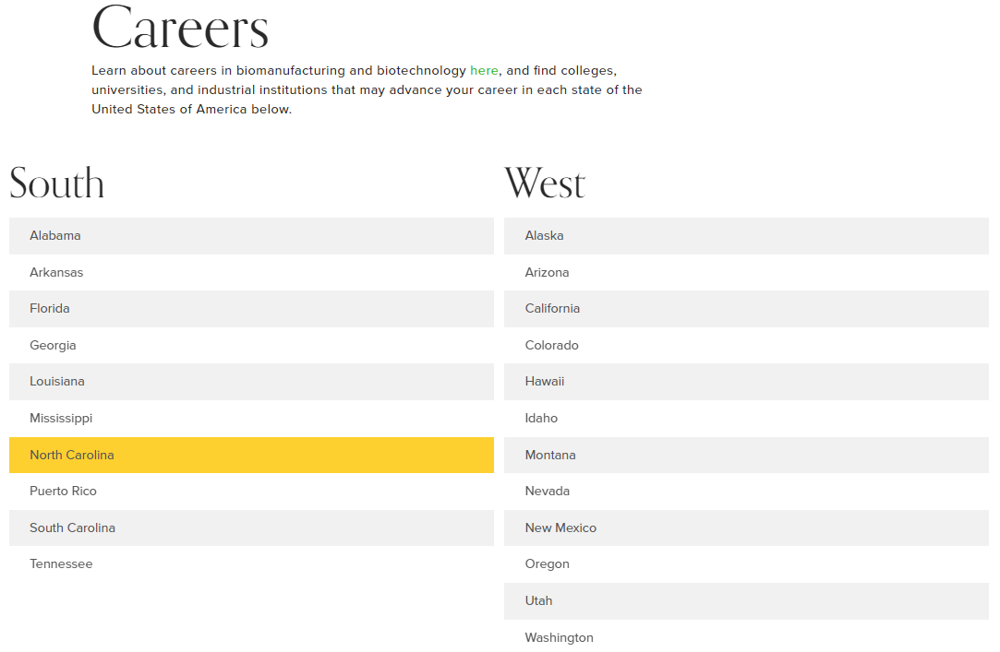 Careers
Learn about careers in biomanufacturing and biotechnology here, and find colleges,
universities, and industrial institutions that may advance your career in each state of the
United States of America below.
South
Alabama
Arkansas
Florida
Georgia
Louisiana
Mississippi
North Carolina
Puerto Rico
South Carolina
Tennessee
West
Alaska
Arizona
California
Colorado
Hawaii
Idaho
Montana
Nevada
New Mexico
Oregon
Utah
Washington